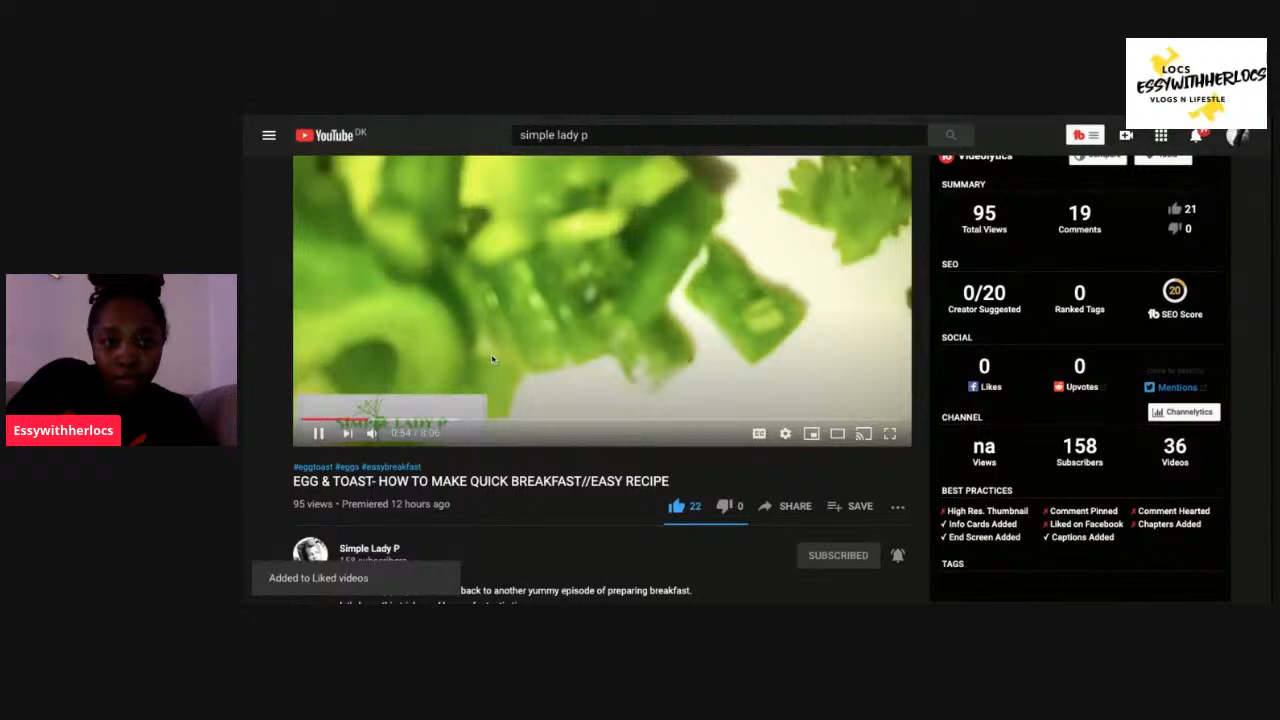 LOCS
ESSYWITHHERLOCS
VLOGS N LIFESTLE
YouTube DK
simple lady p
Videolytics
SUMMARY
95
Total Views
19
Comments
21
0
SEO
0/20
Creator Suggested
0
Ranked Tags
20
SEO Score
SOCIAL
0
Likes
0
Upvotes
Mentions
Channelytics
CHANNEL
na
Views
158
Subscribers
36
Videos
BEST PRACTICES
✗ High Res. Thumbnail ✗ Comment Pinned ✗ Comment Hearted
✓ Info Cards Added ✗ Liked on Facebook ✗ Chapters Added
✓ End Screen Added ✓ Captions Added
TAGS
SIMPLE LADY P
0:54 / 8:06
#eggtoast #eggs #easybreakfast
EGG & TOAST- HOW TO MAKE QUICK BREAKFAST//EASY RECIPE
95 views • Premiered 12 hours ago
22 0 SHARE SAVE
Simple Lady P
158 subscribers
SUBSCRIBED
Added to Liked videos
back to another yummy episode of preparing breakfast.
Essywithherlocs